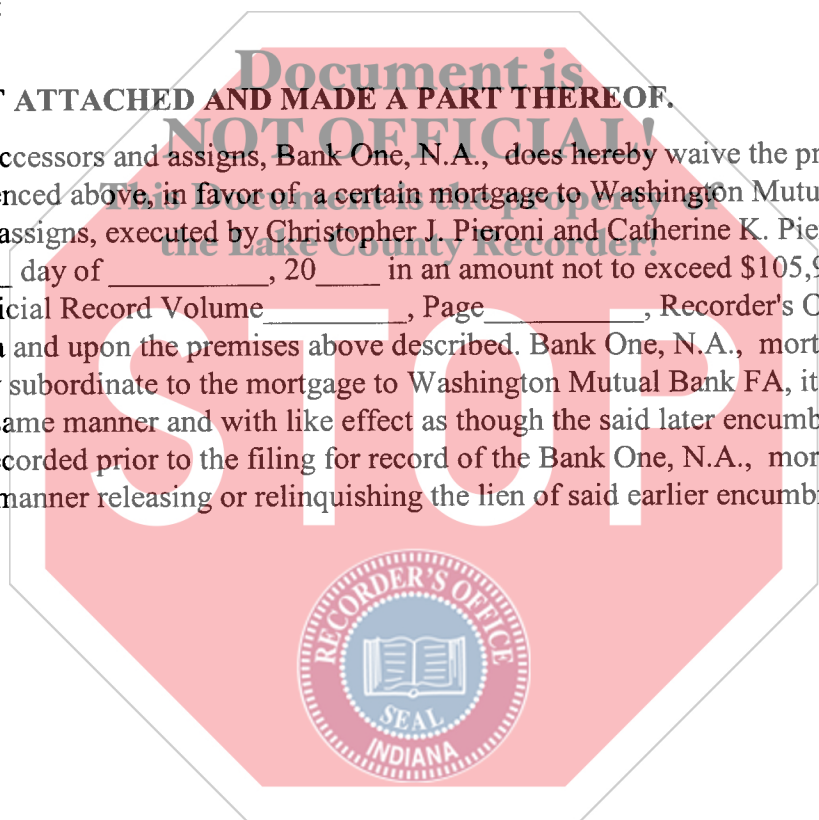 Document is
T ATTACHED AND MADE A PART THEREOF.
NOT OFFICIAL!
ccessors and assigns, Bank One, N.A., does hereby waive the pr
enced above, in favor of a certain mortgage to Washington Mutu
This Document is the property of
assigns, executed by Christopher J. Pieroni and Catherine K. Pie
the Lake County Recorder!
__ day of ____________, 20_____ in an amount not to exceed $105,9
icial Record Volume___________, Page____________, Recorder's O
and upon the premises above described. Bank One, N.A., mort
subordinate to the mortgage to Washington Mutual Bank FA, it
ame manner and with like effect as though the said later encumb
corded prior to the filing for record of the Bank One, N.A., mor
manner releasing or relinquishing the lien of said earlier encumb
STOP
RECORDER'S OFFICE
SEAL
INDIANA